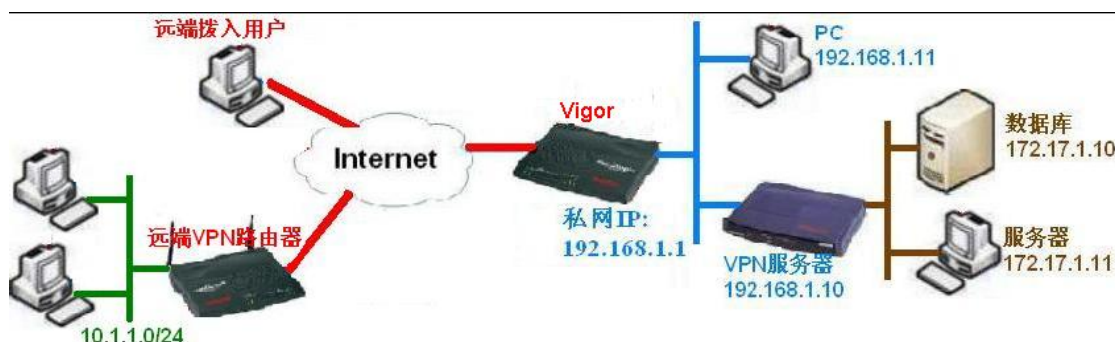 远端拨入用户
PC
192.168.1.11
Vigor
数据库
172.17.1.10
Internet
远端VPN路由器
私网IP:
192.168.1.1
VPN服务器
192.168.1.10
服务器
172.17.1.11
10.1.1.0/24